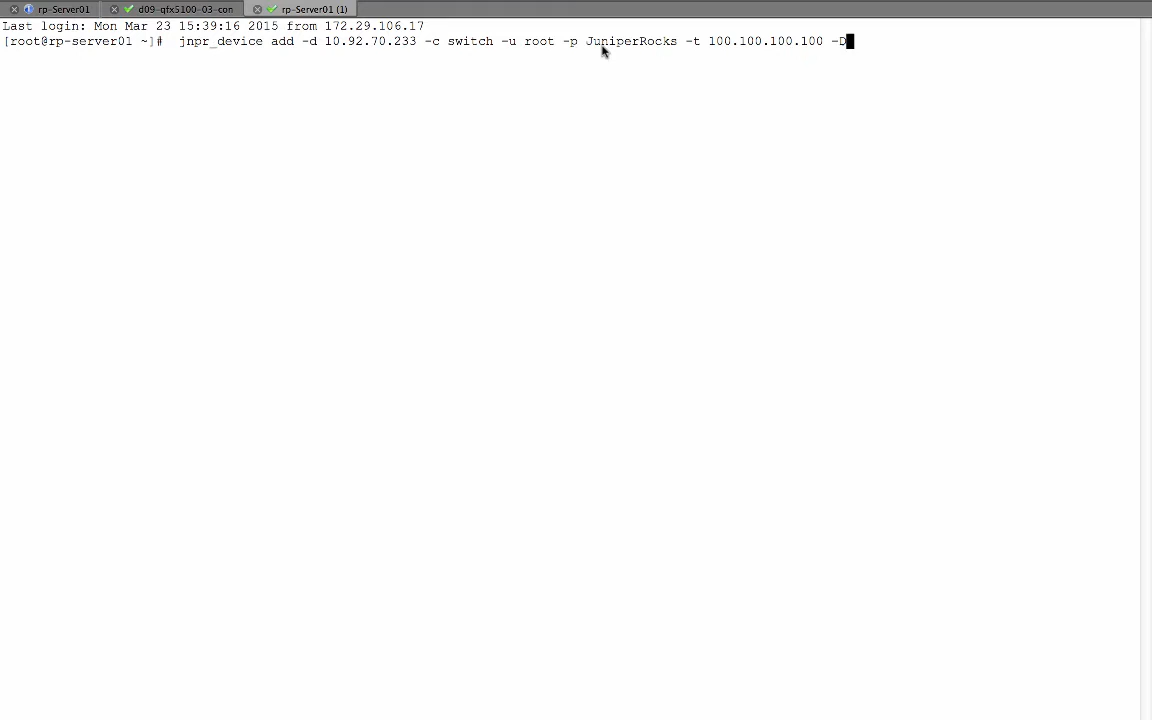 rp-Server01 d09-qfx5100-03-con rp-Server01 (1)
Last login: Mon Mar 23 15:39:16 2015 from 172.29.106.17
[root@rp-server01 ~]#  jnpr_device add -d 10.92.70.233 -c switch -u root -p JuniperRocks -t 100.100.100.100 -D